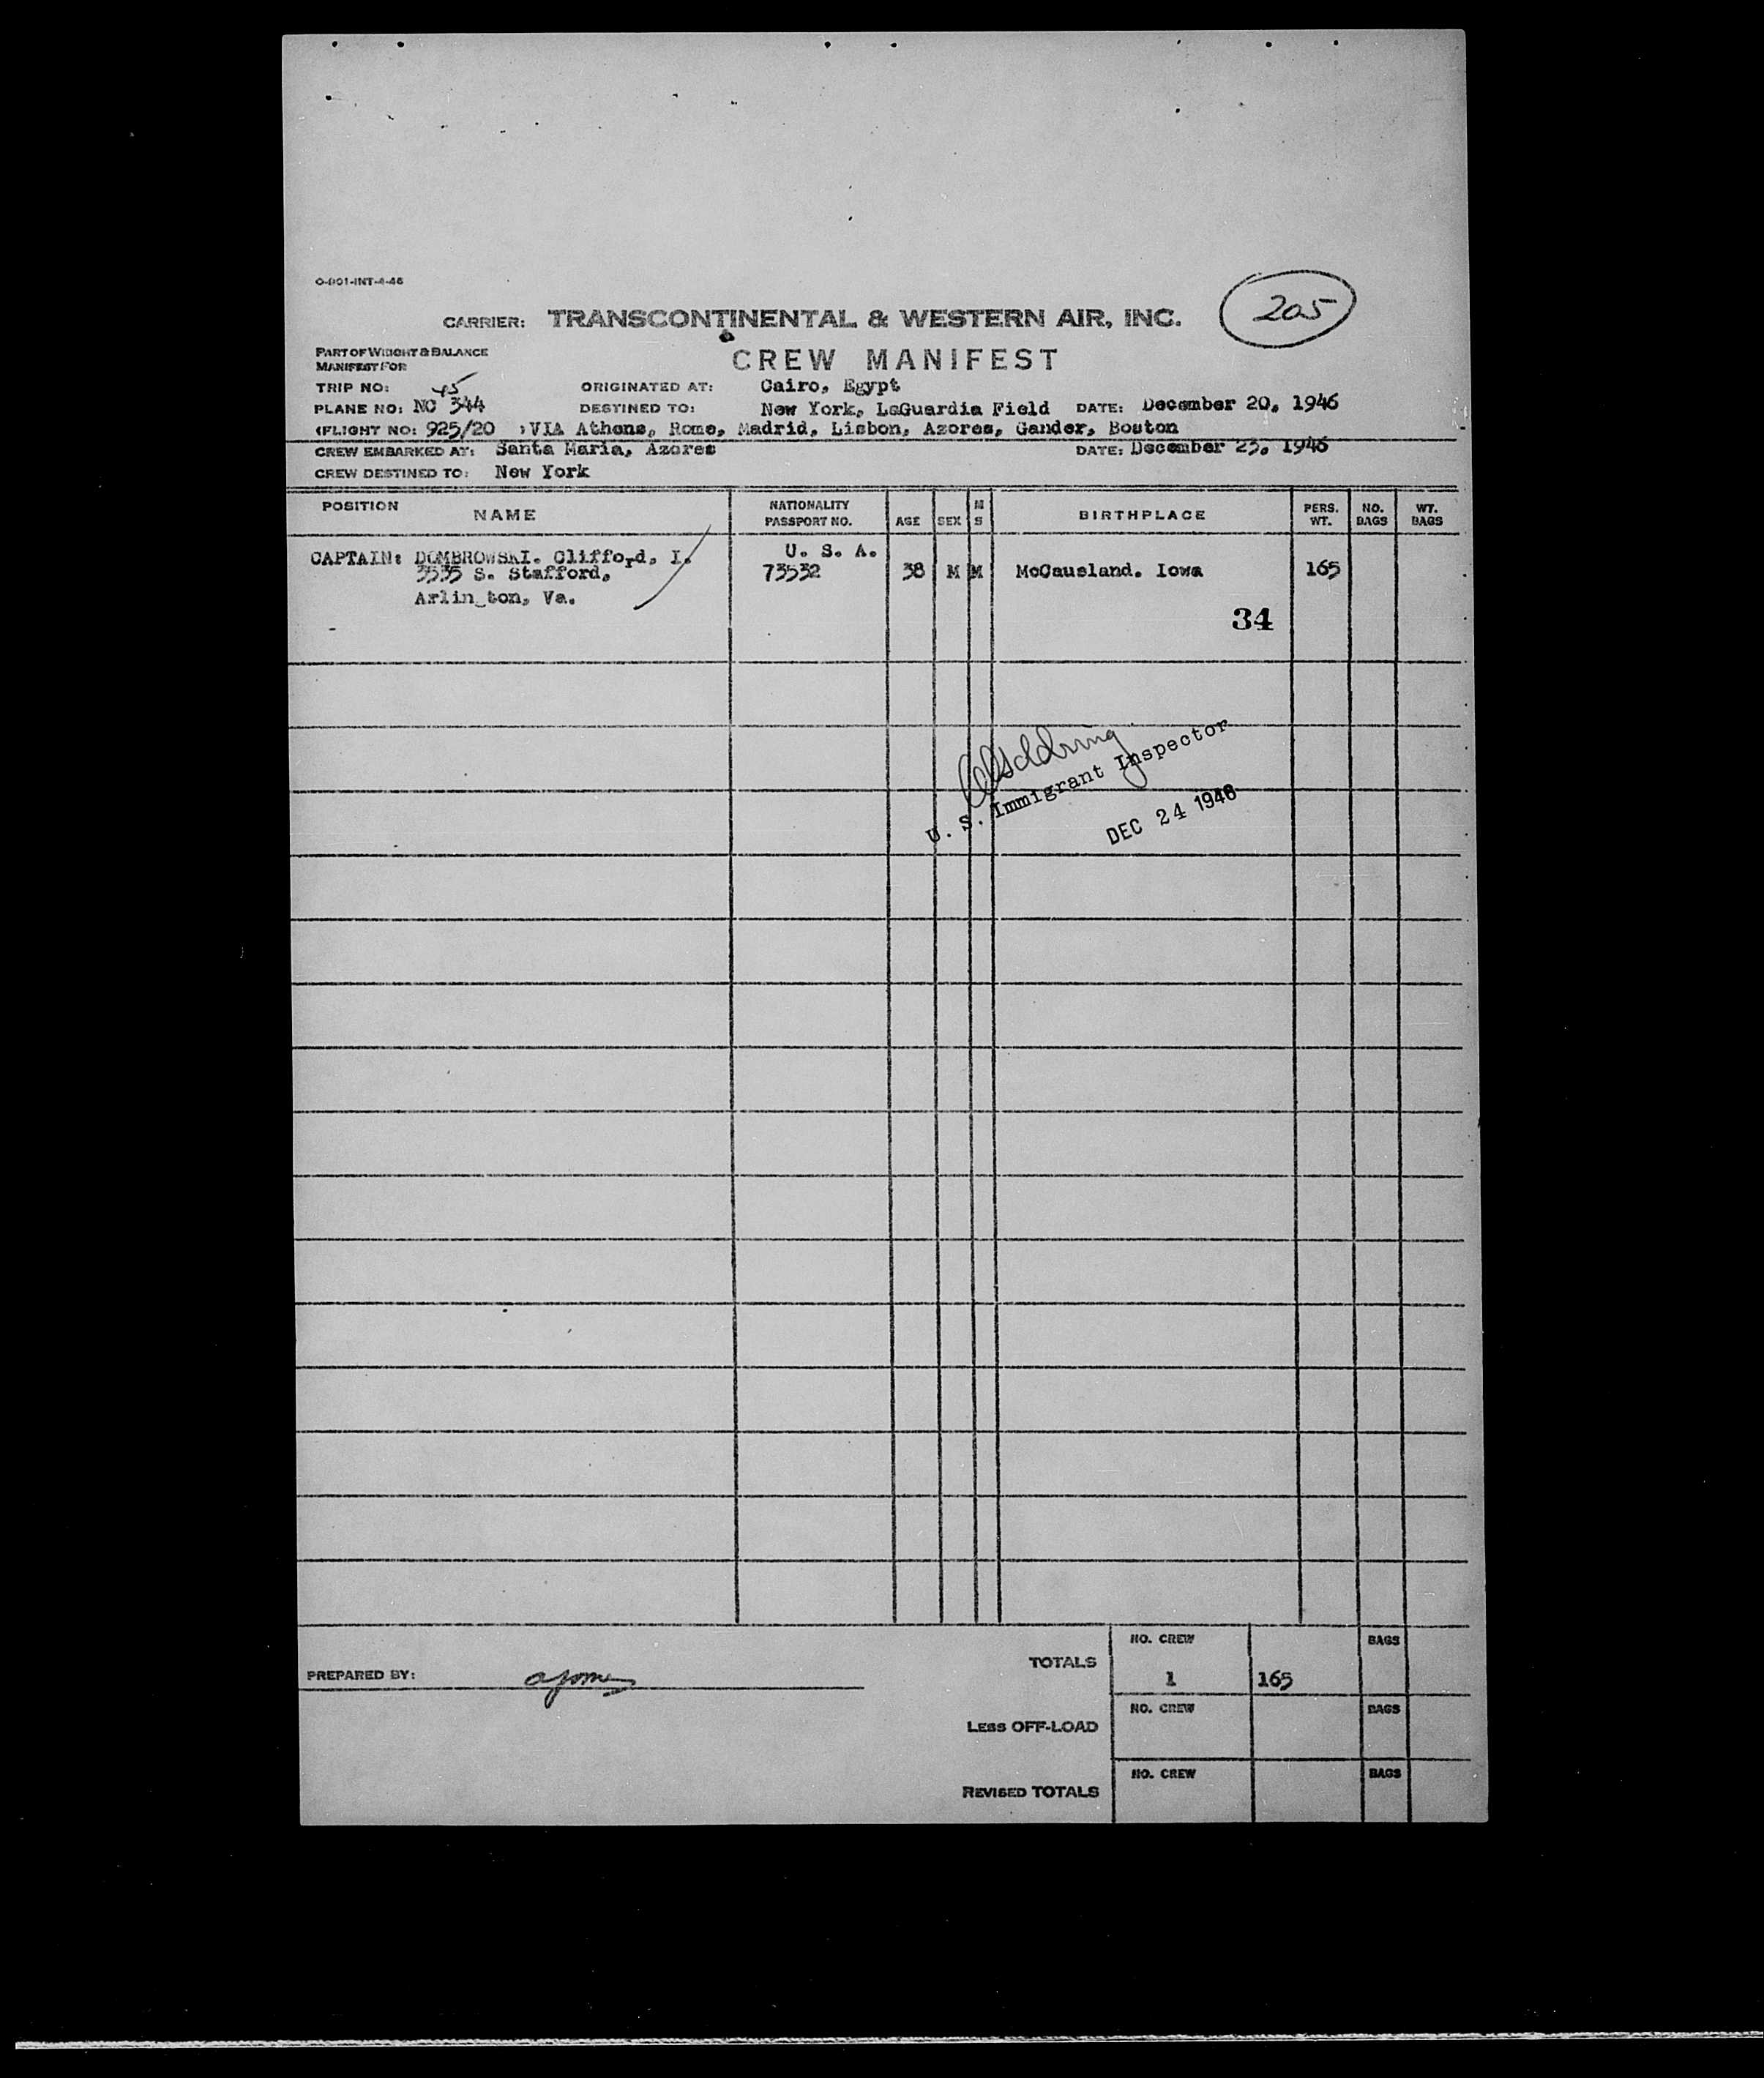 O-801-INT-4-46
205
CARRIER: TRANSCONTINENTAL & WESTERN AIR, INC.
CREW MANIFEST
PART OF WEIGHT & BALANCE
MANIFEST FOR
TRIP NO: 45 ORIGINATED AT: Cairo, Egypt
PLANE NO: NC 344 DESTINED TO: New York, LaGuardia Field DATE: December 20, 1946
(FLIGHT NO: 925/20 ) VIA Athens, Rome, Madrid, Lisbon, Azores, Gander, Boston
CREW EMBARKED AT: Santa Maria, Azores DATE: December 23, 1946
CREW DESTINED TO: New York
POSITION NAME NATIONALITY PASSPORT NO. AGE SEX M S BIRTHPLACE PERS. WT. NO. BAGS WT. BAGS
CAPTAIN: DOMBROWSKI. Clifford, I. U. S. A.
3535 S. Stafford, 73532 38 M M McCausland. Iowa 165
Arlin_ton, Va.
34
U. S. Immigrant Inspector
DEC 24 1946
NO. CREW BAGS
TOTALS 1 165
PREPARED BY:
NO. CREW BAGS
LESS OFF-LOAD
NO. CREW BAGS
REVISED TOTALS